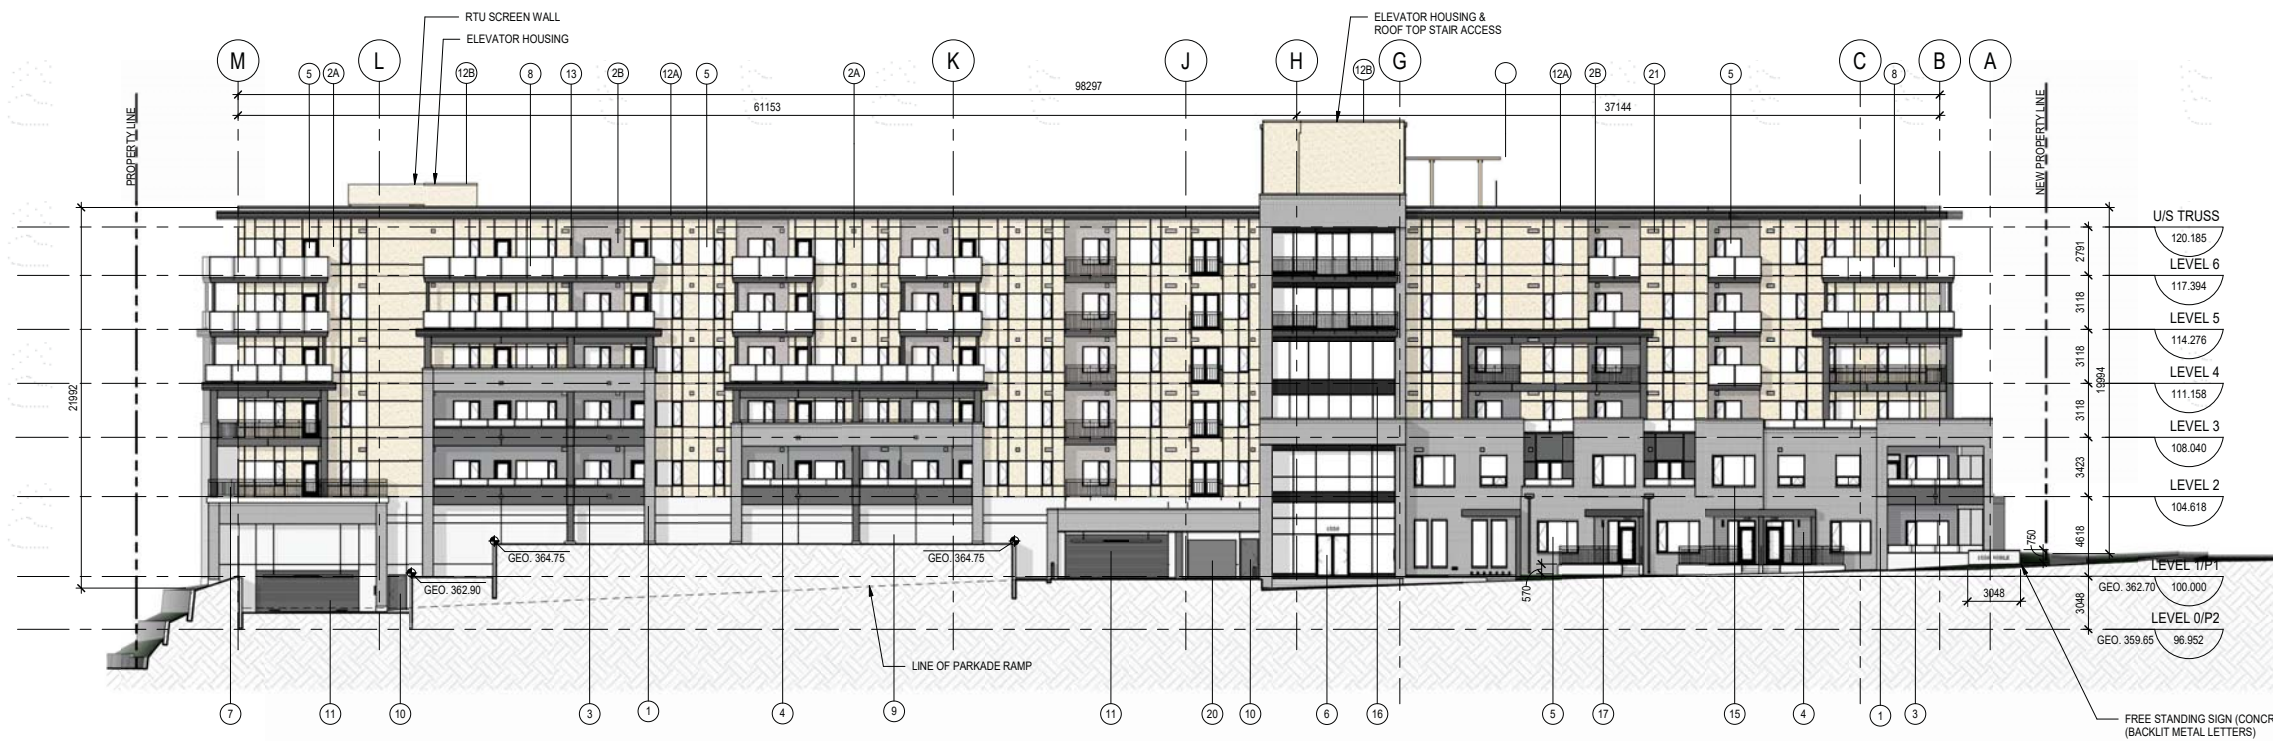 RTU SCREEN WALL
ELEVATOR HOUSING
ELEVATOR HOUSING &
ROOF TOP STAIR ACCESS
M L K J H G C B A
5 2A 12B 8 13 2B 12A 5 2A 12B 12A 2B 21 5 8
98297
61153 37144
PROPERTY LINE
NEW PROPERTY LINE
21992
19994
U/S TRUSS
120.185
2791
LEVEL 6
117.394
3118
LEVEL 5
114.276
3118
LEVEL 4
111.158
3118
LEVEL 3
108.040
3423
LEVEL 2
104.618
4618
750
LEVEL 1/P1
GEO. 362.70 100.000
3048
3048
LEVEL 0/P2
GEO. 359.65 96.952
GEO. 364.75
GEO. 364.75
GEO. 362.90
570
1550
LINE OF PARKADE RAMP
7 11 10 3 1 4 9 11 20 10 6 16 5 17 15 4 1 3
FREE STANDING SIGN (CONCR
(BACKLIT METAL LETTERS)